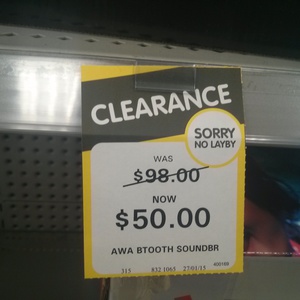 CLEARANCE
SORRY
NO LAYBY
WAS
$98.00
NOW
$50.00
AWA BTOOTH SOUNDBR
315 832 1065 27/01/15